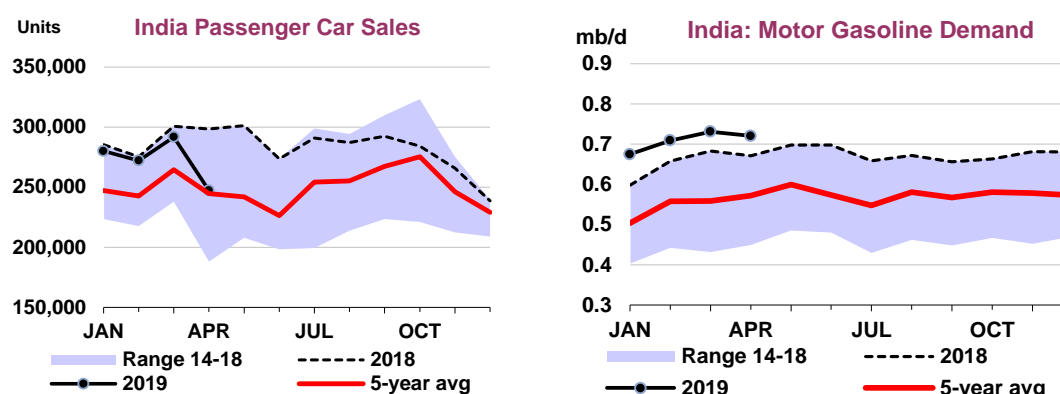 Units
India Passenger Car Sales
350,000
300,000
250,000
200,000
150,000
JAN APR JUL OCT
Range 14-18
2018
2019
5-year avg
mb/d
India: Motor Gasoline Demand
0.9
0.8
0.7
0.6
0.5
0.4
0.3
JAN APR JUL OCT
Range 14-18
2018
2019
5-year avg